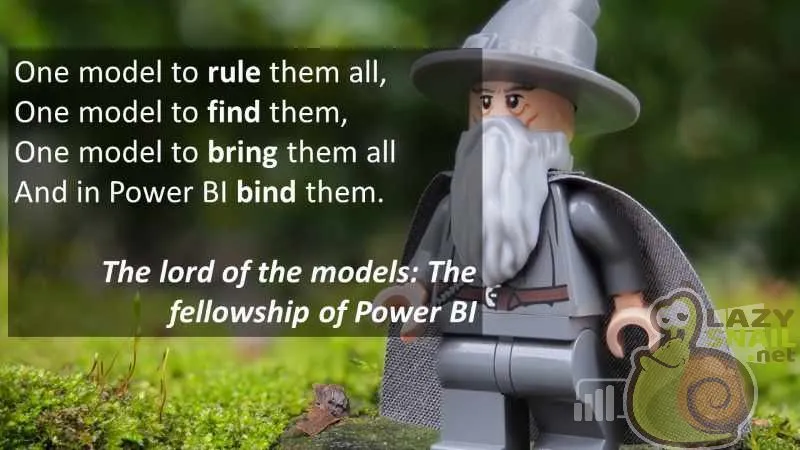 One model to rule them all,
One model to find them,
One model to bring them all
And in Power BI bind them.
The lord of the models: The
fellowship of Power BI
LAZY
SNAIL
.net